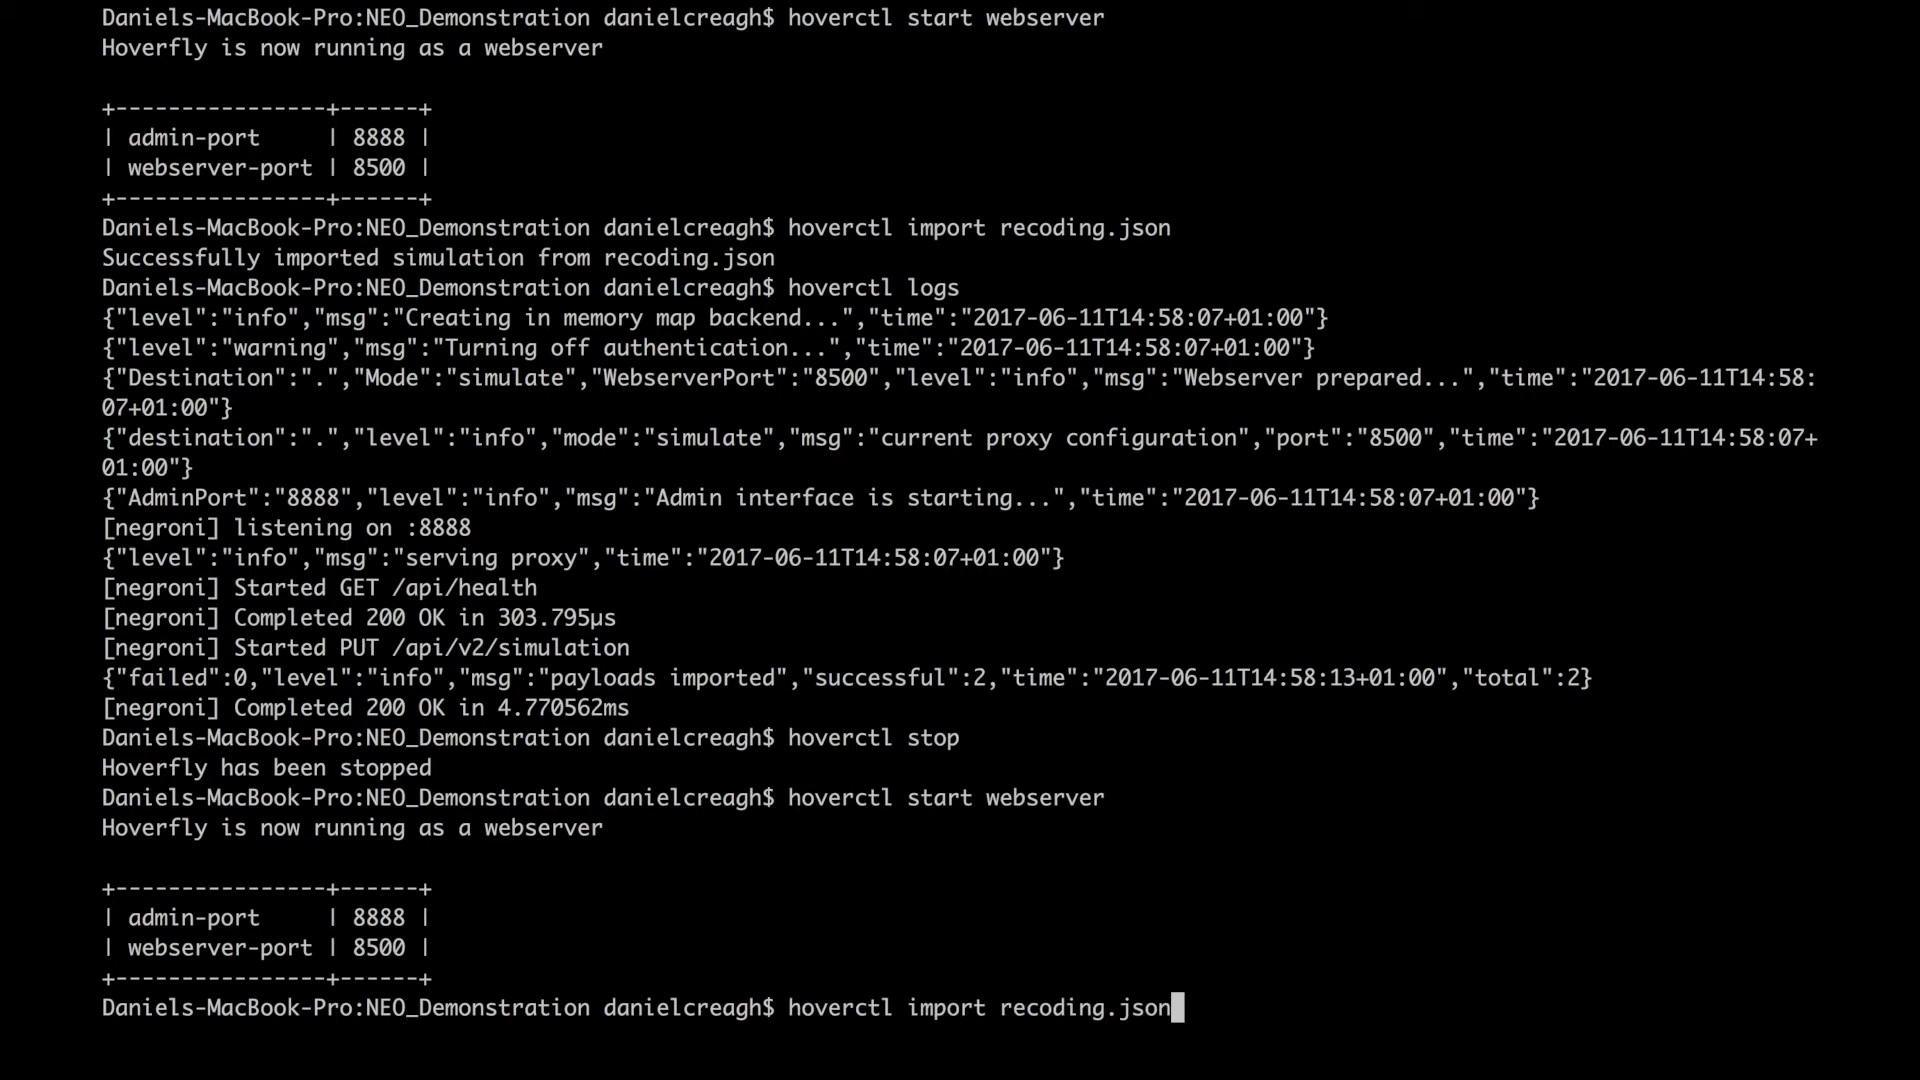 Daniels-MacBook-Pro:NEO_Demonstration danielcreagh$ hoverctl start webserver
Hoverfly is now running as a webserver
+----------------+------+
| admin-port     | 8888 |
| webserver-port | 8500 |
+----------------+------+
Daniels-MacBook-Pro:NEO_Demonstration danielcreagh$ hoverctl import recoding.json
Successfully imported simulation from recoding.json
Daniels-MacBook-Pro:NEO_Demonstration danielcreagh$ hoverctl logs
{"level":"info","msg":"Creating in memory map backend...","time":"2017-06-11T14:58:07+01:00"}
{"level":"warning","msg":"Turning off authentication...","time":"2017-06-11T14:58:07+01:00"}
{"Destination":".","Mode":"simulate","WebserverPort":"8500","level":"info","msg":"Webserver prepared...","time":"2017-06-11T14:58:
07+01:00"}
{"destination":".","level":"info","mode":"simulate","msg":"current proxy configuration","port":"8500","time":"2017-06-11T14:58:07+
01:00"}
{"AdminPort":"8888","level":"info","msg":"Admin interface is starting...","time":"2017-06-11T14:58:07+01:00"}
[negroni] listening on :8888
{"level":"info","msg":"serving proxy","time":"2017-06-11T14:58:07+01:00"}
[negroni] Started GET /api/health
[negroni] Completed 200 OK in 303.795µs
[negroni] Started PUT /api/v2/simulation
{"failed":0,"level":"info","msg":"payloads imported","successful":2,"time":"2017-06-11T14:58:13+01:00","total":2}
[negroni] Completed 200 OK in 4.770562ms
Daniels-MacBook-Pro:NEO_Demonstration danielcreagh$ hoverctl stop
Hoverfly has been stopped
Daniels-MacBook-Pro:NEO_Demonstration danielcreagh$ hoverctl start webserver
Hoverfly is now running as a webserver
+----------------+------+
| admin-port     | 8888 |
| webserver-port | 8500 |
+----------------+------+
Daniels-MacBook-Pro:NEO_Demonstration danielcreagh$ hoverctl import recoding.json